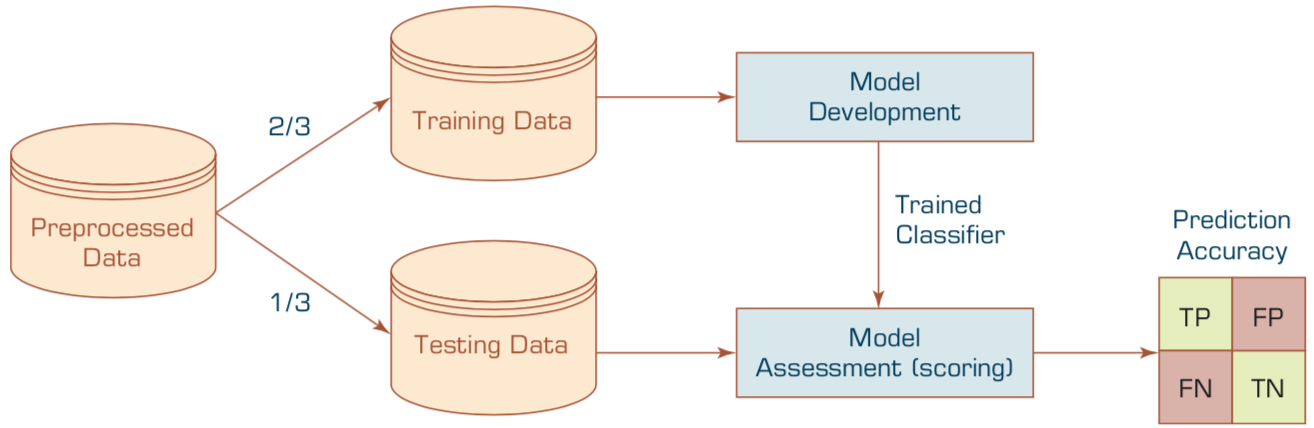 Preprocessed
Data
2/3
1/3
Training Data
Testing Data
Model
Development
Trained
Classifier
Model
Assessment (scoring)
Prediction
Accuracy
TP FP
FN TN